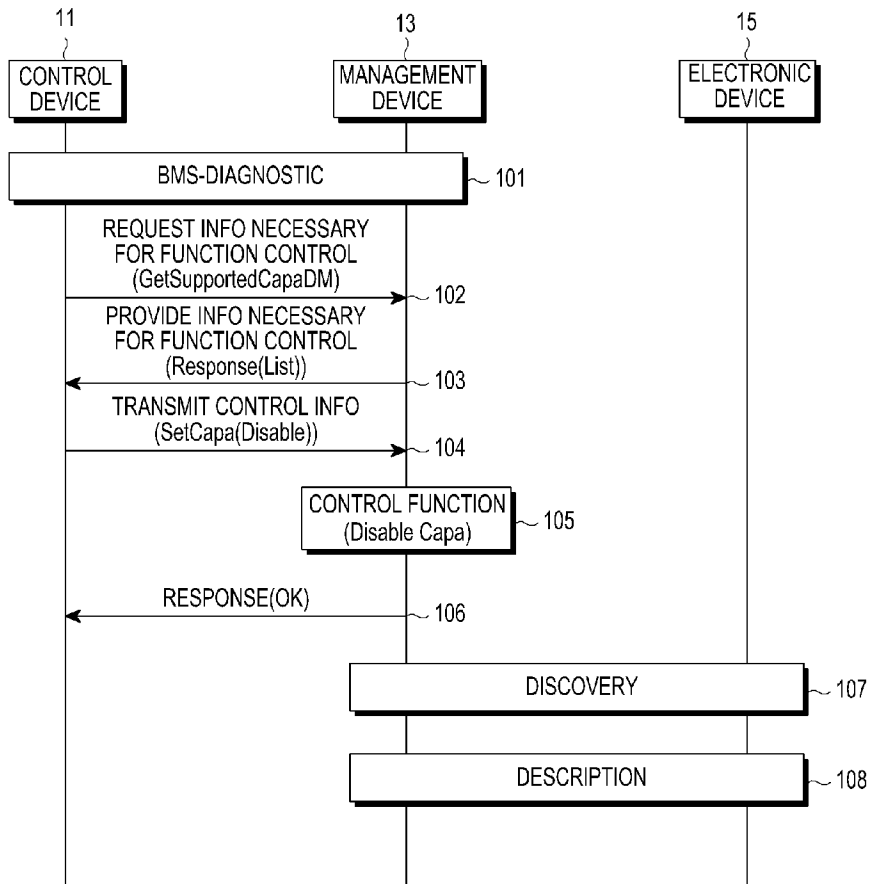 11
13
15
CONTROL
DEVICE
MANAGEMENT
DEVICE
ELECTRONIC
DEVICE
BMS-DIAGNOSTIC
101
REQUEST INFO NECESSARY
FOR FUNCTION CONTROL
(GetSupportedCapaDM)
102
PROVIDE INFO NECESSARY
FOR FUNCTION CONTROL
(Response(List))
103
TRANSMIT CONTROL INFO
(SetCapa(Disable))
104
CONTROL FUNCTION
(Disable Capa)
105
RESPONSE(OK)
106
DISCOVERY
107
DESCRIPTION
108